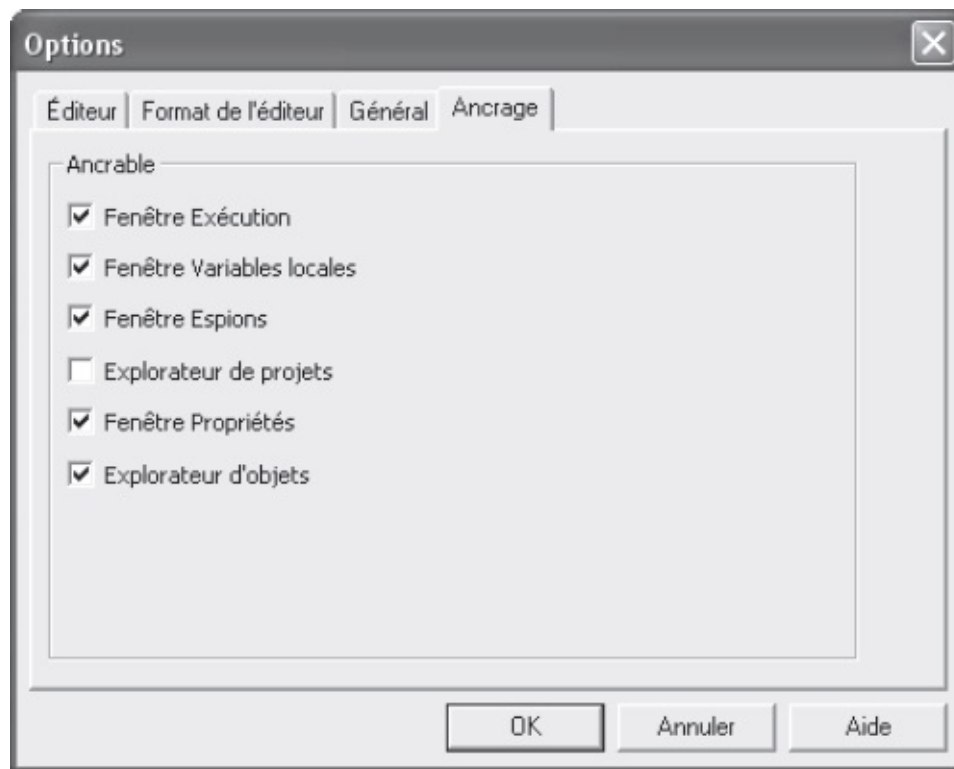 Options
Éditeur Format de l'éditeur Général Ancrage
Ancrable
Fenêtre Exécution
Fenêtre Variables locales
Fenêtre Espions
Explorateur de projets
Fenêtre Propriétés
Explorateur d'objets
OK Annuler Aide